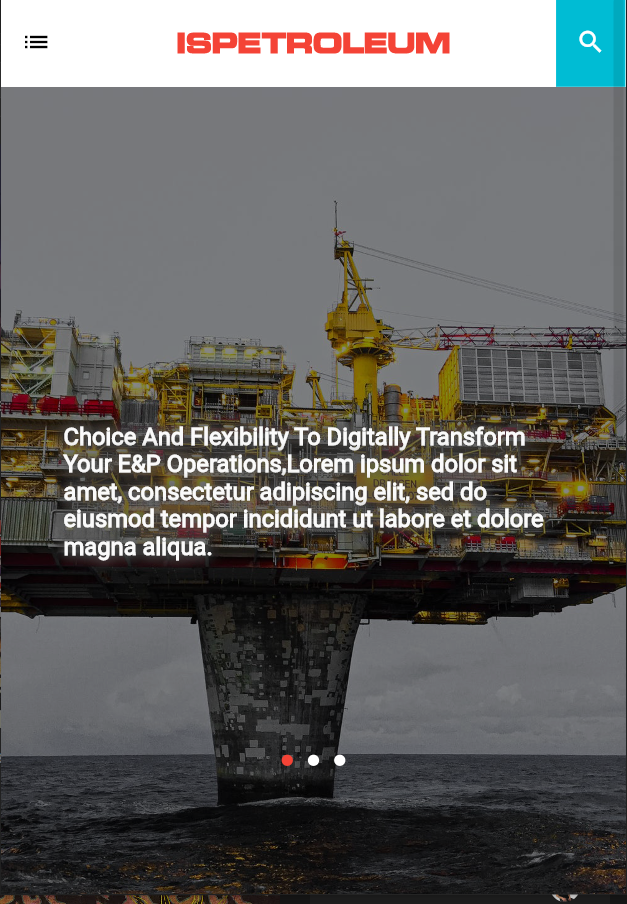 ISPETROLEUM
Choice And Flexibility To Digitally Transform
Your E&P Operations,Lorem ipsum dolor sit
amet, consectetur adipiscing elit, sed do
eiusmod tempor incididunt ut labore et dolore
magna aliqua.